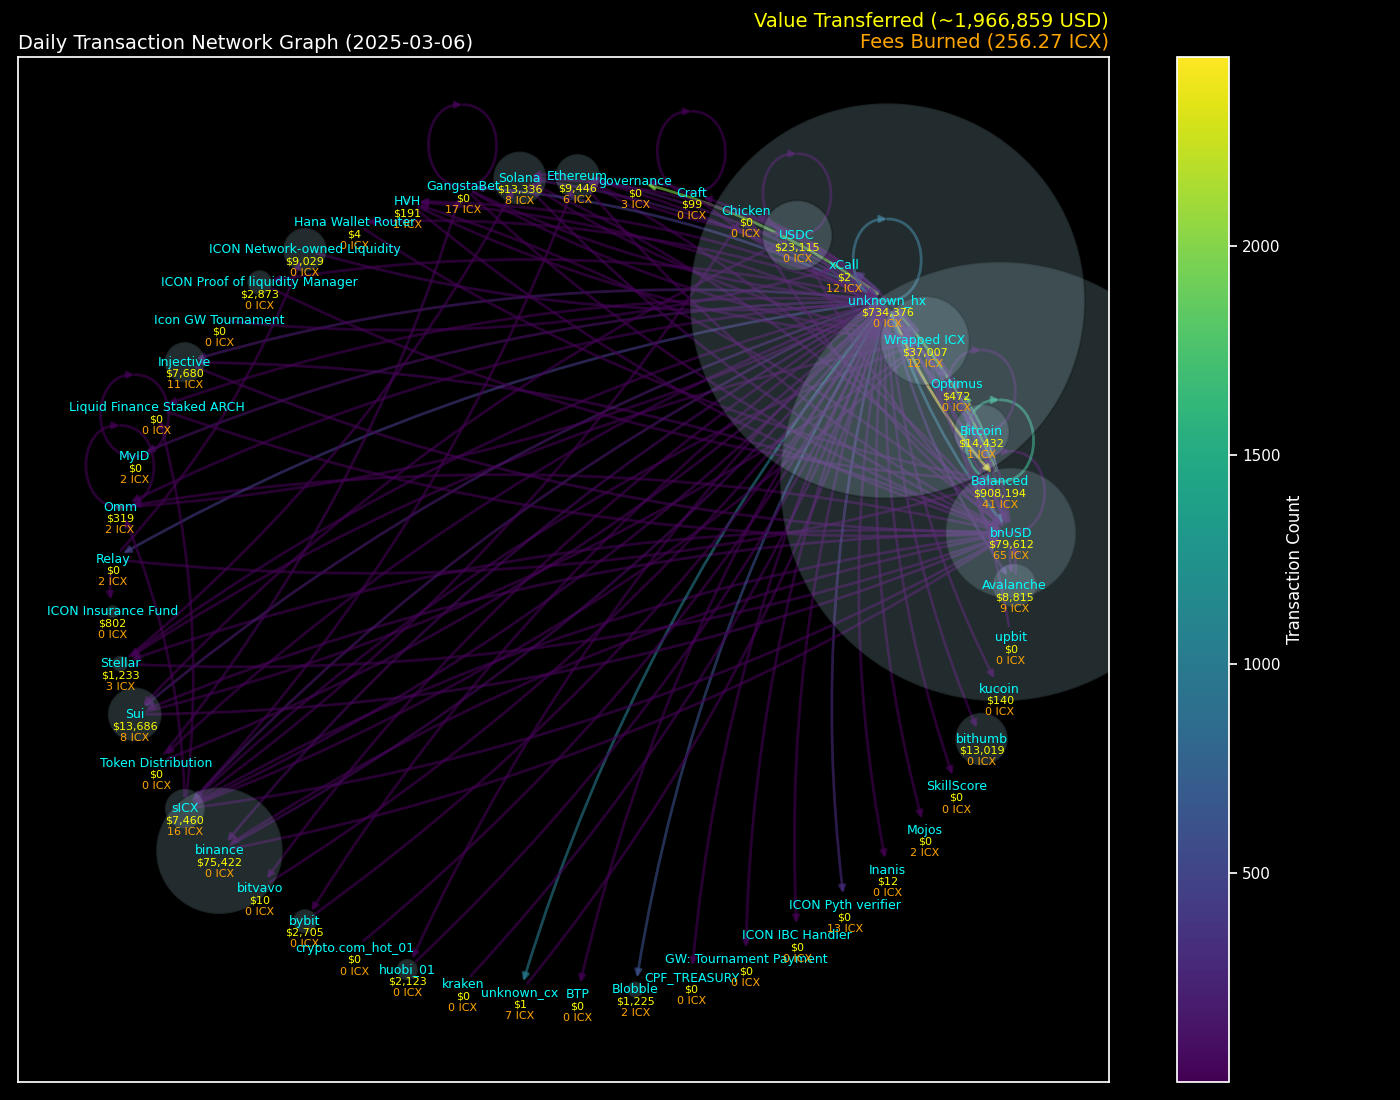 Value Transferred (~1,966,859 USD)
Daily Transaction Network Graph (2025-03-06)
Fees Burned (256.27 ICX)
Solana
$13,336
8 ICX
Ethereum
$9,446
6 ICX
governance
$0
3 ICX
GangstaBet
$0
17 ICX
Craft
$99
0 ICX
HVH
$191
1 ICX
Chicken
$0
0 ICX
Hana Wallet Router
$4
0 ICX
USDC
$23,115
0 ICX
ICON Network-owned Liquidity
$9,029
0 ICX
xCall
$2
12 ICX
ICON Proof of liquidity Manager
$2,873
0 ICX
unknown_hx
$734,376
0 ICX
Icon GW Tournament
$0
0 ICX
Wrapped ICX
$37,007
12 ICX
Injective
$7,680
11 ICX
Optimus
$472
0 ICX
Liquid Finance Staked ARCH
$0
0 ICX
Bitcoin
$14,432
1 ICX
MyID
$0
2 ICX
Balanced
$908,194
41 ICX
Omm
$319
2 ICX
bnUSD
$79,612
65 ICX
Relay
$0
2 ICX
Avalanche
$8,815
9 ICX
ICON Insurance Fund
$802
0 ICX
upbit
$0
0 ICX
Stellar
$1,233
3 ICX
kucoin
$140
0 ICX
Sui
$13,686
8 ICX
bithumb
$13,019
0 ICX
Token Distribution
$0
0 ICX
SkillScore
$0
0 ICX
sICX
$7,460
16 ICX
Mojos
$0
2 ICX
binance
$75,422
0 ICX
Inanis
$12
0 ICX
bitvavo
$10
0 ICX
ICON Pyth verifier
$0
13 ICX
bybit
$2,705
0 ICX
ICON IBC Handler
$0
0 ICX
crypto.com_hot_01
$0
0 ICX
GW: Tournament Payment
$0
0 ICX
huobi_01
$2,123
0 ICX
CPF_TREASURY
$0
0 ICX
kraken
$0
0 ICX
unknown_cx
$1
7 ICX
BTP
$0
0 ICX
Blobble
$1,225
2 ICX
2000
1500
1000
500
Transaction Count